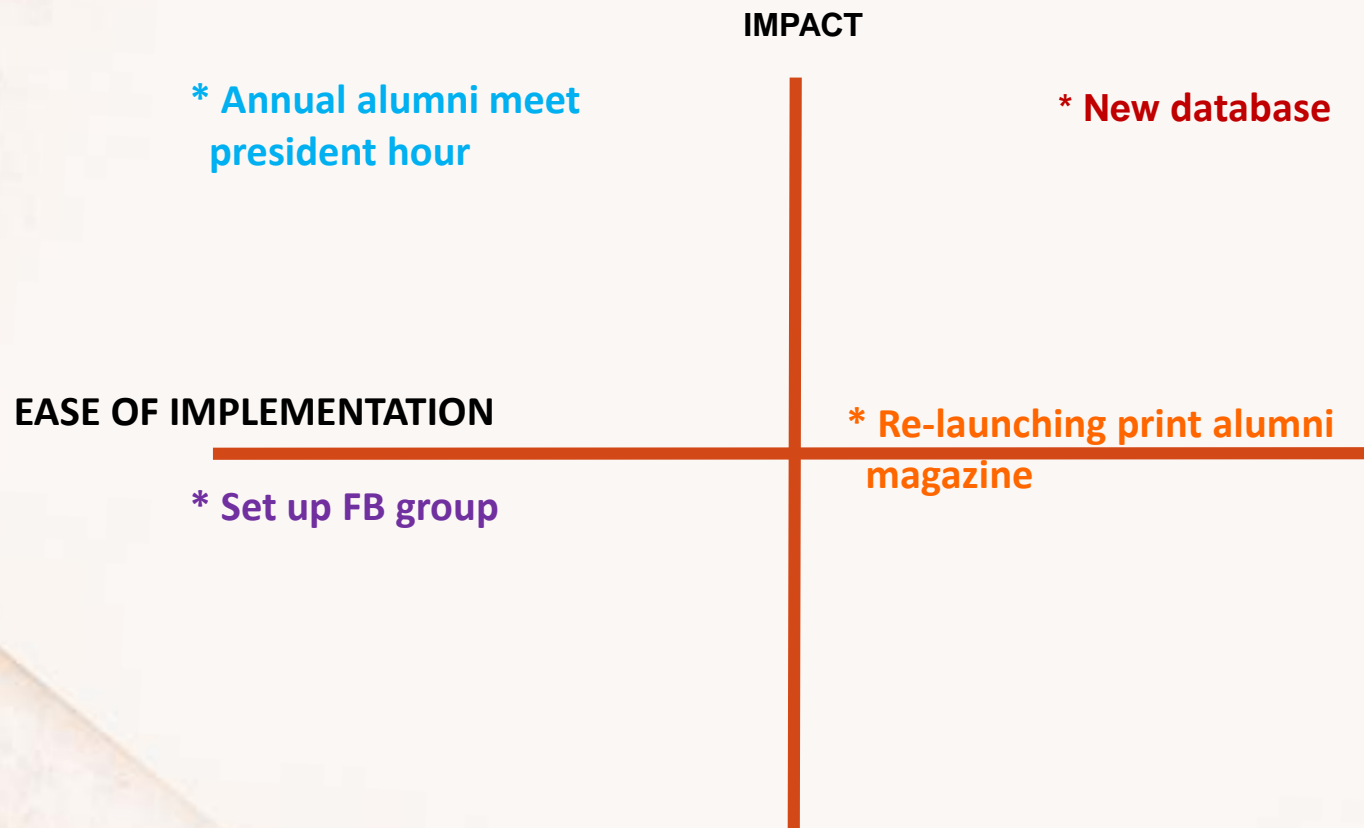 IMPACT
* Annual alumni meet
president hour
* New database
EASE OF IMPLEMENTATION
* Re-launching print alumni
magazine
* Set up FB group